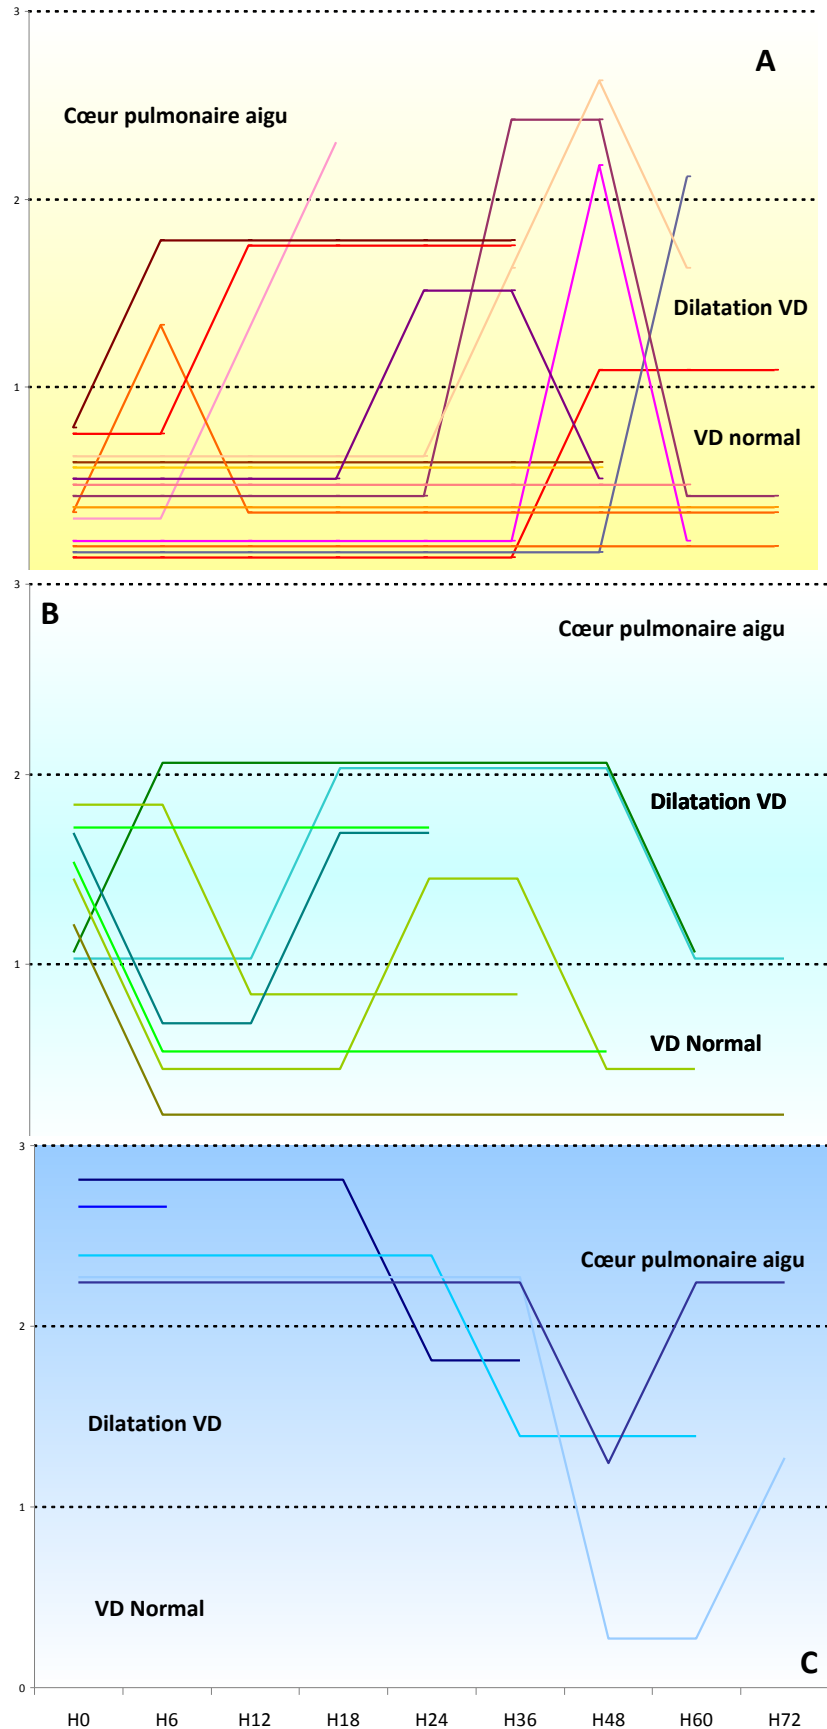 3
A
Cœur pulmonaire aigu
2
Dilatation VD
1
VD normal
3
B
Cœur pulmonaire aigu
2
Dilatation VD
1
VD Normal
3
Cœur pulmonaire aigu
2
Dilatation VD
1
VD Normal
C
0
H0 H6 H12 H18 H24 H36 H48 H60 H72